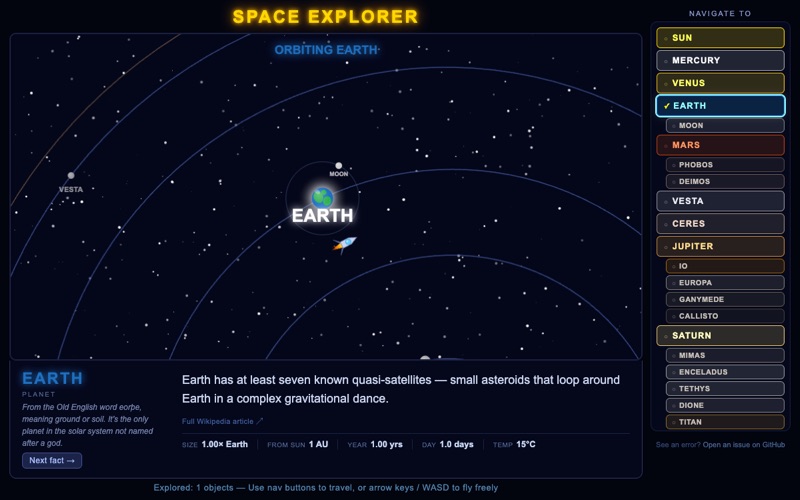 SPACE EXPLORER
ORBITING EARTH·
VESTA
MOON
EARTH
EARTH
PLANET
From the Old English word eorþe,
meaning ground or soil. It's the only
planet in the solar system not named
after a god.
Next fact →
Earth has at least seven known quasi-satellites — small asteroids that loop around
Earth in a complex gravitational dance.
Full Wikipedia article ↗
SIZE 1.00× Earth FROM SUN 1 AU YEAR 1.00 yrs DAY 1.0 days TEMP 15°C
Explored: 1 objects — Use nav buttons to travel, or arrow keys / WASD to fly freely
NAVIGATE TO
○ SUN
○ MERCURY
○ VENUS
✓ EARTH
○ MOON
○ MARS
○ PHOBOS
○ DEIMOS
○ VESTA
○ CERES
○ JUPITER
○ IO
○ EUROPA
○ GANYMEDE
○ CALLISTO
○ SATURN
○ MIMAS
○ ENCELADUS
○ TETHYS
○ DIONE
○ TITAN
See an error? Open an issue on GitHub